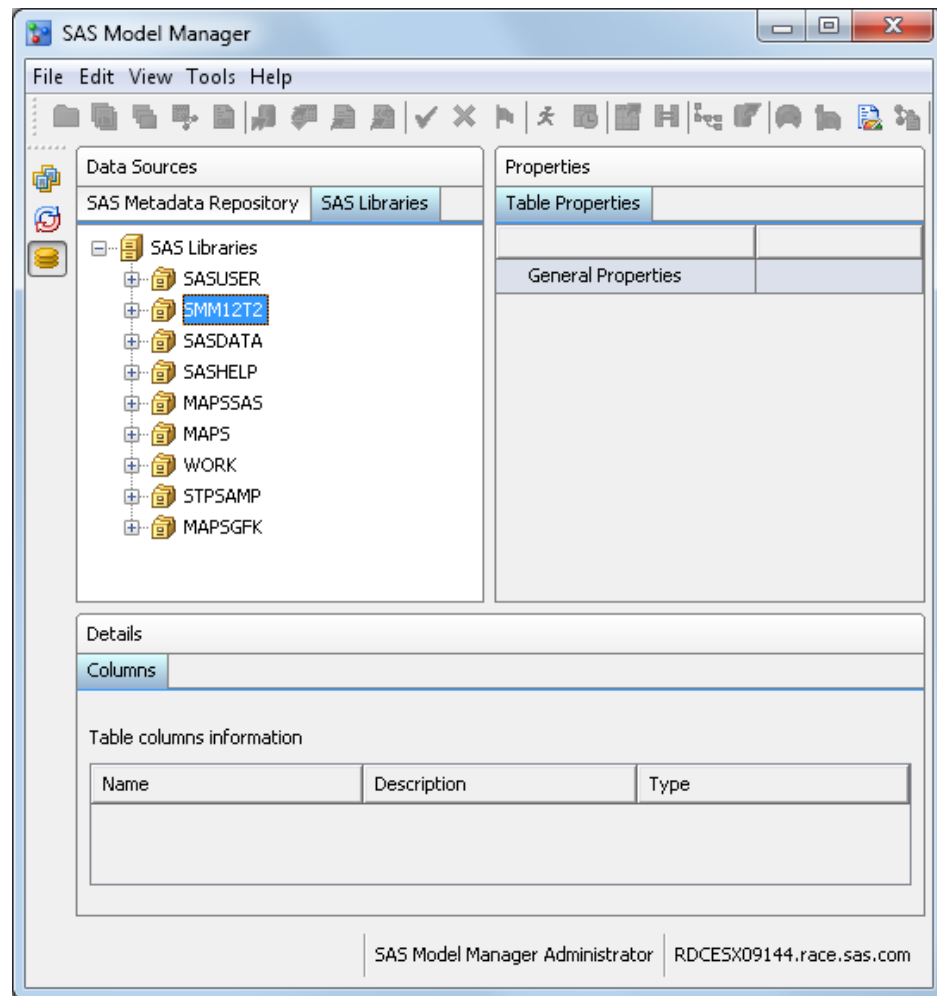 SAS Model Manager
File Edit View Tools Help
Data Sources
SAS Metadata Repository SAS Libraries
SAS Libraries
SASUSER
SMM12T2
SASDATA
SASHELP
MAPSSAS
MAPS
WORK
STPSAMP
MAPSGFK
Properties
Table Properties
General Properties
Details
Columns
Table columns information
Name Description Type
SAS Model Manager Administrator RDCESX09144.race.sas.com